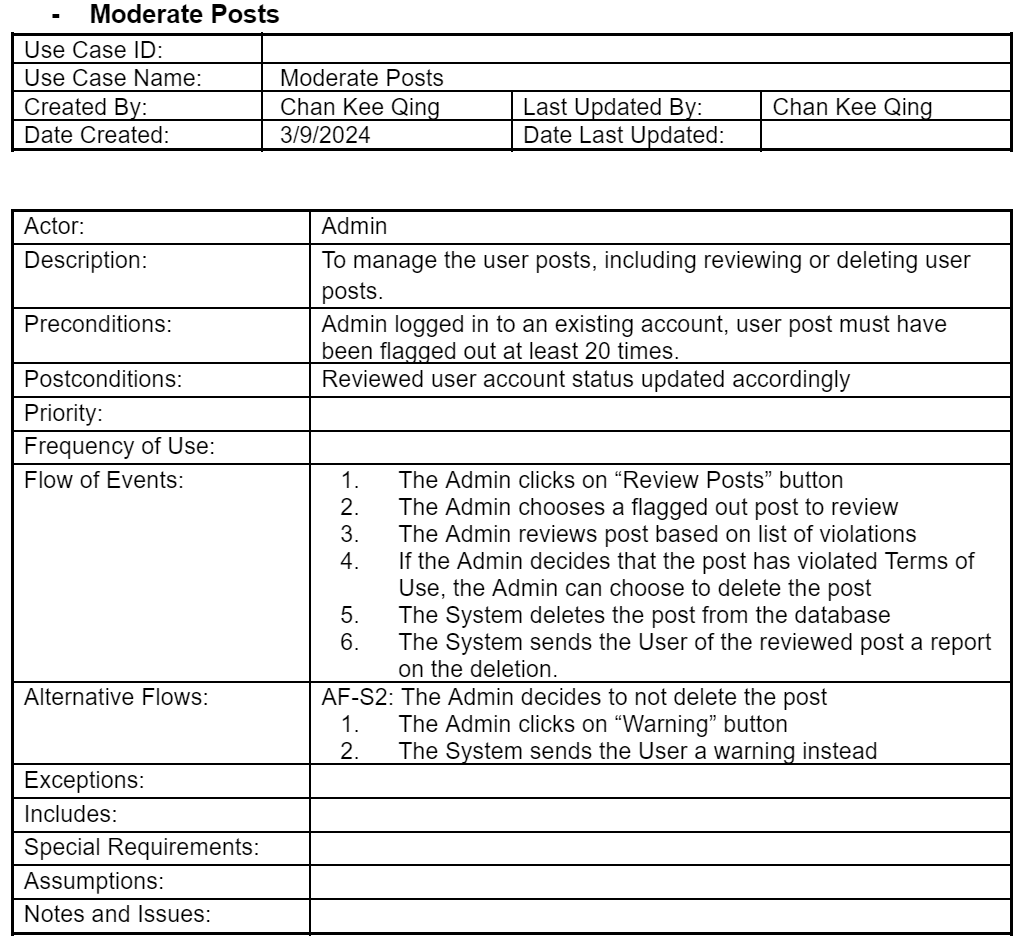 - Moderate Posts
Use Case ID:
Use Case Name: Moderate Posts
Created By: Chan Kee Qing Last Updated By: Chan Kee Qing
Date Created: 3/9/2024 Date Last Updated:
Actor: Admin
Description: To manage the user posts, including reviewing or deleting user
posts.
Preconditions: Admin logged in to an existing account, user post must have
been flagged out at least 20 times.
Postconditions: Reviewed user account status updated accordingly
Priority:
Frequency of Use:
Flow of Events: 1. The Admin clicks on “Review Posts” button
2. The Admin chooses a flagged out post to review
3. The Admin reviews post based on list of violations
4. If the Admin decides that the post has violated Terms of
Use, the Admin can choose to delete the post
5. The System deletes the post from the database
6. The System sends the User of the reviewed post a report
on the deletion.
Alternative Flows: AF-S2: The Admin decides to not delete the post
1. The Admin clicks on “Warning” button
2. The System sends the User a warning instead
Exceptions:
Includes:
Special Requirements:
Assumptions:
Notes and Issues: